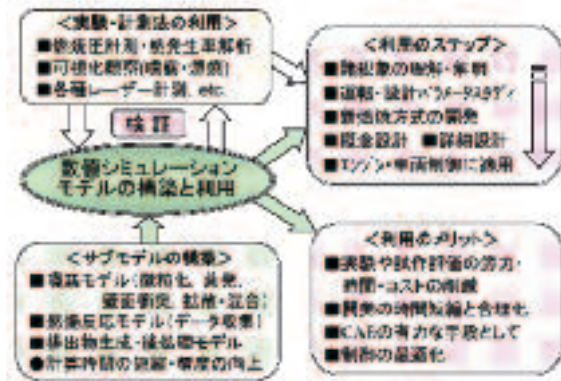 <実験・計測法の利用>
■燃焼圧計測・熱発生率解析
■可視化観察(噴霧・燃焼)
■各種レーザー計測, etc.
検証
数値シミュレーション
モデルの構築と利用
<サブモデルの構築>
■噴霧モデル(微粒化, 蒸発,
壁面衝突, 拡散・混合)
■燃焼反応モデル(データ収集)
■排出物生成・後処理モデル
●計算時間の短縮・精度の向上
<利用のステップ>
■諸現象の理解・解明
■運転・設計パラメータスタディ
■新燃焼方式の開発
■概念設計 ■詳細設計
■エンジン・車両制御に適用
<利用のメリット>
■実験や試作評価の労力・
時間・コストの削減
■開発の時間短縮と合理化
■CAEの有力な手段として
■制御の最適化